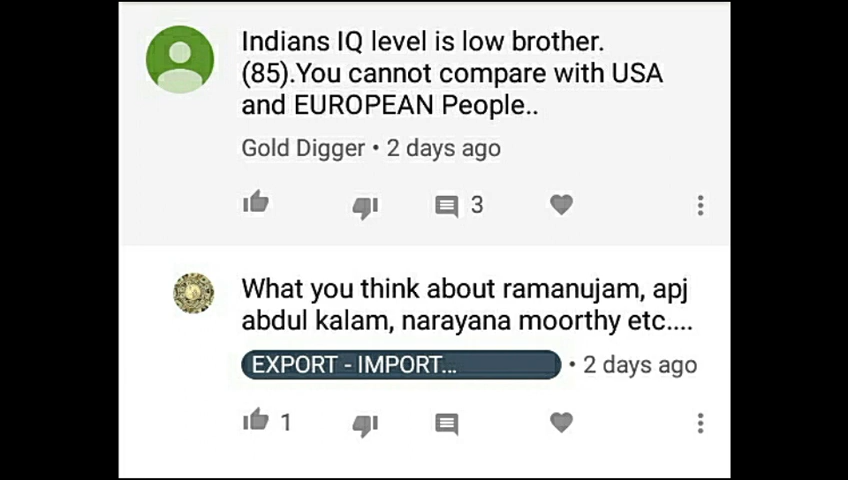 Indians IQ level is low brother.
(85).You cannot compare with USA
and EUROPEAN People..
Gold Digger • 2 days ago
3
What you think about ramanujam, apj
abdul kalam, narayana moorthy etc....
EXPORT - IMPORT... • 2 days ago
1